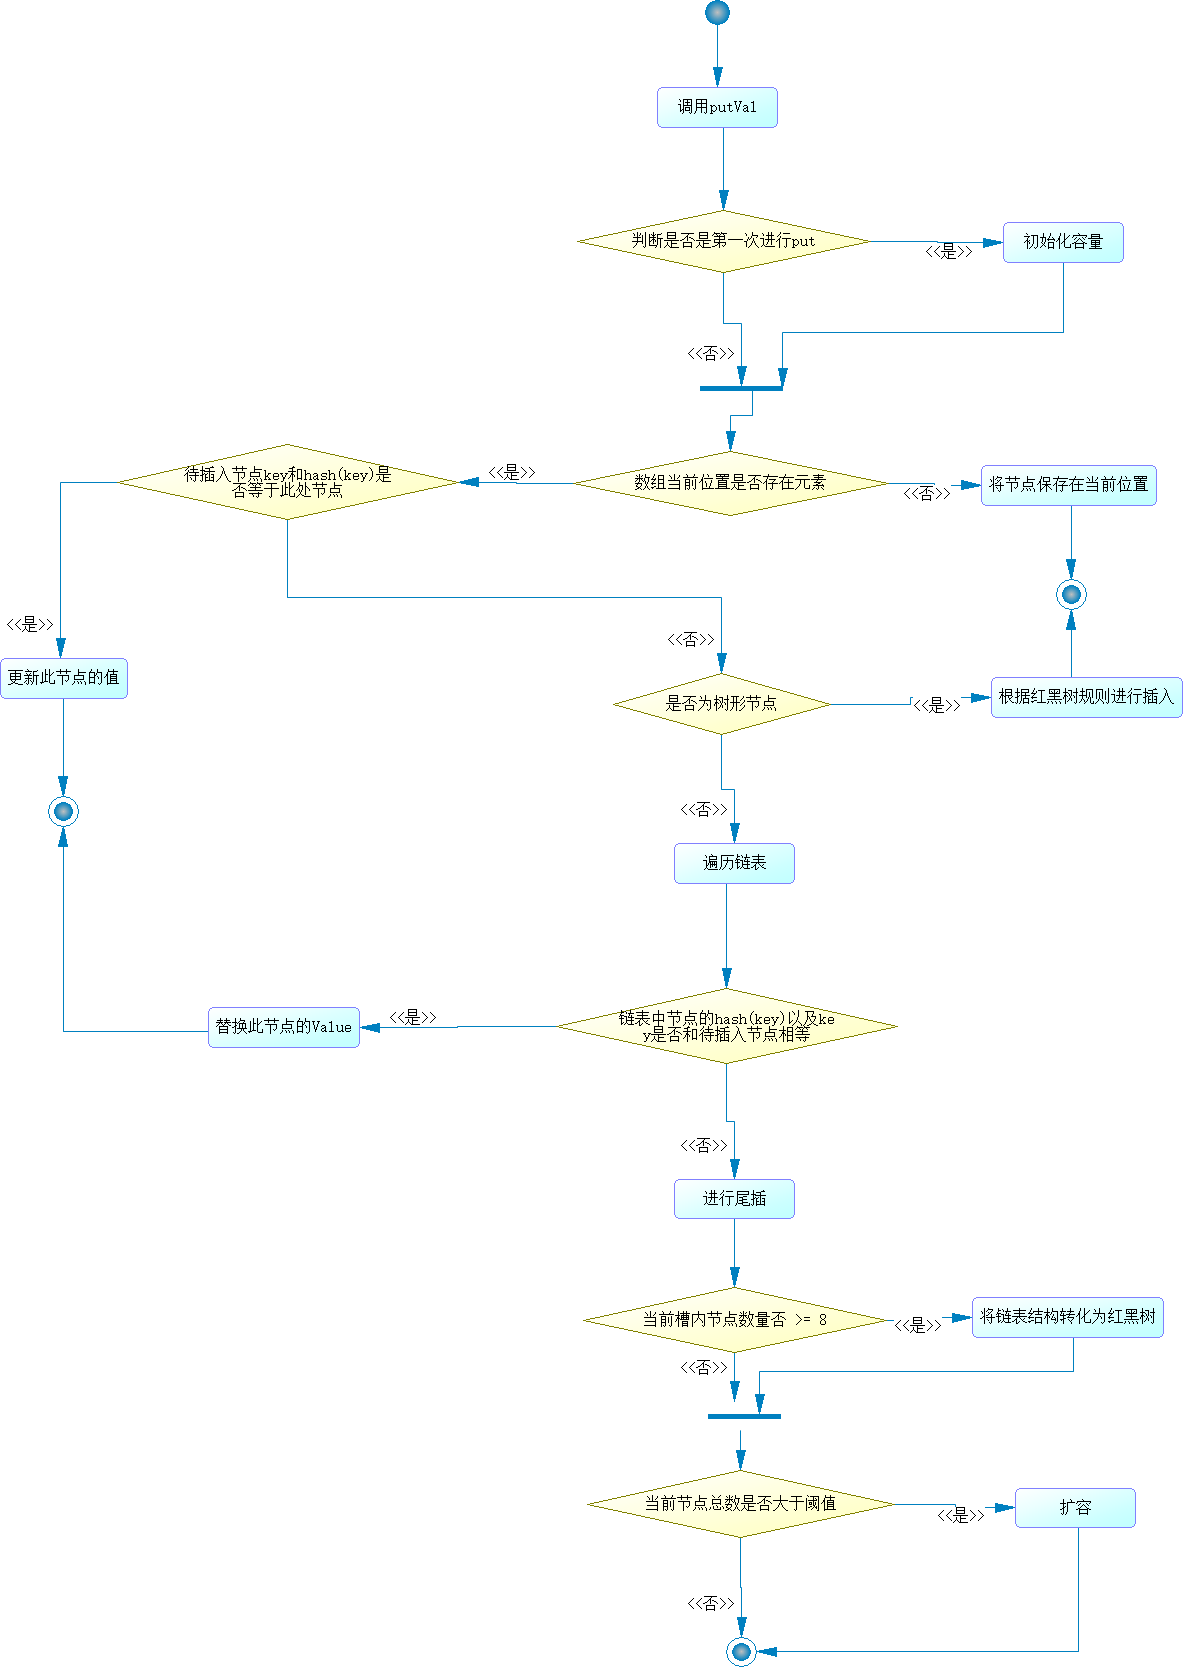 调用putVal
判断是否是第一次进行put
<<是>>
初始化容量
<<否>>
待插入节点key和hash(key)是
否等于此处节点
<<是>>
数组当前位置是否存在元素
<<否>>
将节点保存在当前位置
<<是>>
<<否>>
更新此节点的值
是否为树形节点
<<是>>
根据红黑树规则进行插入
<<否>>
遍历链表
替换此节点的Value
<<是>>
链表中节点的hash(key)以及ke
y是否和待插入节点相等
<<否>>
进行尾插
当前槽内节点数量否 >= 8
<<是>>
将链表结构转化为红黑树
<<否>>
当前节点总数是否大于阈值
<<是>>
扩容
<<否>>